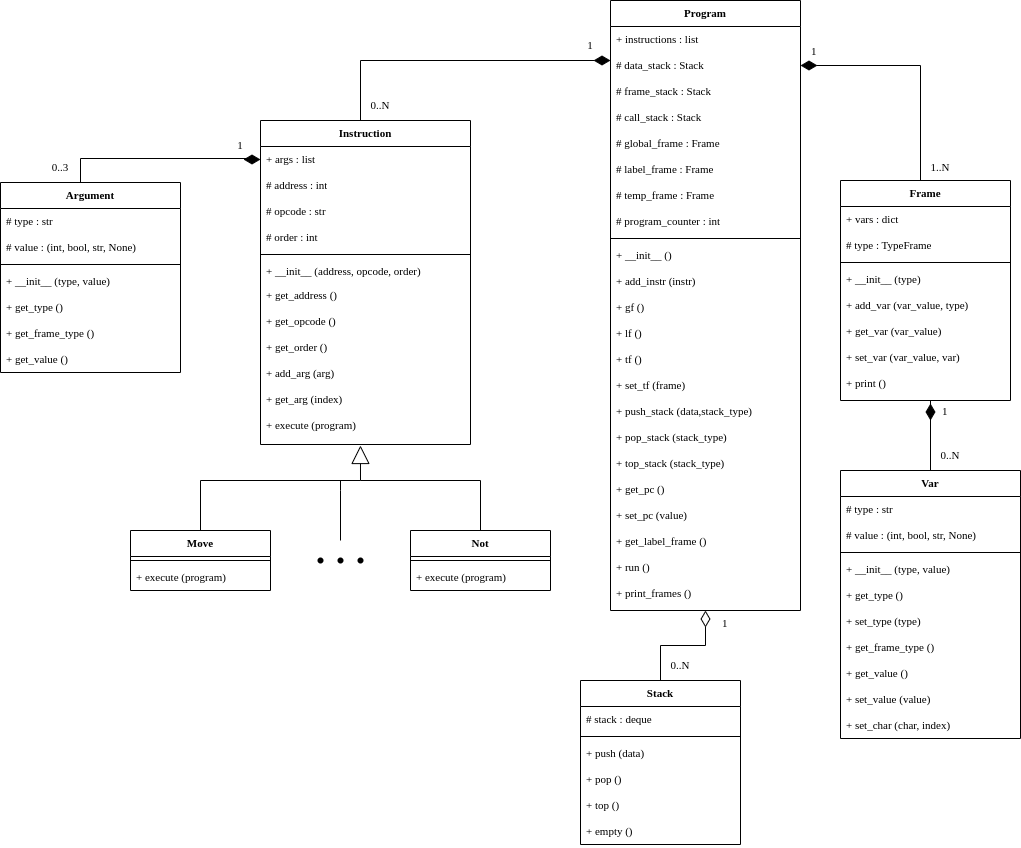 Program
+ instructions : list
# data_stack : Stack
# frame_stack : Stack
# call_stack : Stack
# global_frame : Frame
# label_frame : Frame
# temp_frame : Frame
# program_counter : int
+ __init__ ()
+ add_instr (instr)
+ gf ()
+ lf ()
+ tf ()
+ set_tf (frame)
+ push_stack (data,stack_type)
+ pop_stack (stack_type)
+ top_stack (stack_type)
+ get_pc ()
+ set_pc (value)
+ get_label_frame ()
+ run ()
+ print_frames ()
1
0..N
1
1..N
1
0..N
Instruction
+ args : list
# address : int
# opcode : str
# order : int
+ __init__ (address, opcode, order)
+ get_address ()
+ get_opcode ()
+ get_order ()
+ add_arg (arg)
+ get_arg (index)
+ execute (program)
1
0..3
Argument
# type : str
# value : (int, bool, str, None)
+ __init__ (type, value)
+ get_type ()
+ get_frame_type ()
+ get_value ()
Move
+ execute (program)
Not
+ execute (program)
Frame
+ vars : dict
# type : TypeFrame
+ __init__ (type)
+ add_var (var_value, type)
+ get_var (var_value)
+ set_var (var_value, var)
+ print ()
1
0..N
Var
# type : str
# value : (int, bool, str, None)
+ __init__ (type, value)
+ get_type ()
+ set_type (type)
+ get_frame_type ()
+ get_value ()
+ set_value (value)
+ set_char (char, index)
Stack
# stack : deque
+ push (data)
+ pop ()
+ top ()
+ empty ()